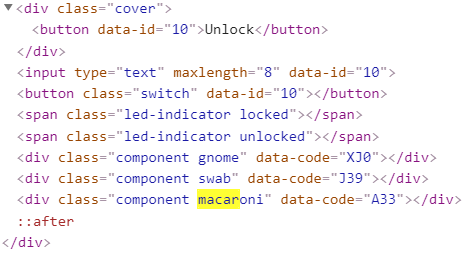 ▼<div class="cover">
<button data-id="10">Unlock</button>
</div>
<input type="text" maxlength="8" data-id="10">
<button class="switch" data-id="10"></button>
<span class="led-indicator locked"></span>
<span class="led-indicator unlocked"></span>
<div class="component gnome" data-code="XJ0"></div>
<div class="component swab" data-code="J39"></div>
<div class="component macaroni" data-code="A33"></div>
::after
</div>